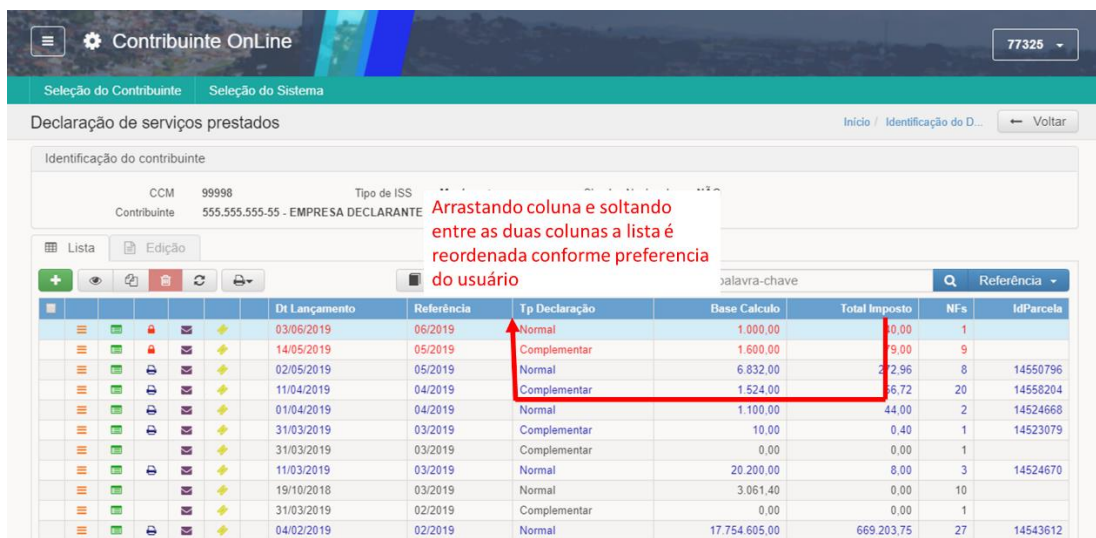 Contribuinte OnLine
77325
Seleção do Contribuinte Seleção do Sistema
Declaração de serviços prestados
Início / Identificação do D... ← Voltar
Identificação do contribuinte
CCM 99998 Tipo de ISS
Contribuinte 555.555.555-55 - EMPRESA DECLARANTE
Arrastando coluna e soltando
entre as duas colunas a lista é
reordenada conforme preferencia
do usuário
Lista Edição
palavra-chave Referência
Dt Lançamento Referência Tp Declaração Base Calculo Total Imposto NFs IdParcela
03/06/2019 06/2019 Normal 1.000,00 1
14/05/2019 05/2019 Complementar 1.600,00 9
02/05/2019 05/2019 Normal 6.832,00 8 14550796
11/04/2019 04/2019 Complementar 1.524,00 20 14558204
01/04/2019 04/2019 Normal 1.100,00 44,00 2 14524668
31/03/2019 03/2019 Complementar 10,00 0,40 1 14523079
31/03/2019 03/2019 Complementar 0,00 0,00 1
11/03/2019 03/2019 Normal 20.200,00 8,00 3 14524670
19/10/2018 03/2019 Normal 3.061,40 0,00 10
31/03/2019 02/2019 Complementar 0,00 0,00 1
04/02/2019 02/2019 Normal 17.754.605,00 669.203,75 27 14543612